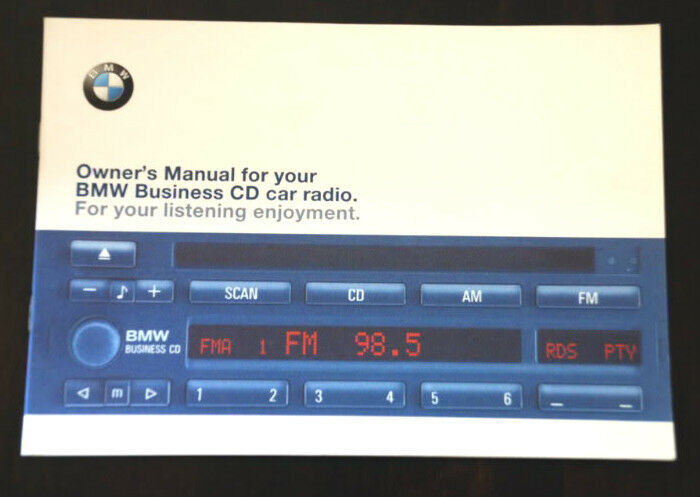 BMW
Owner's Manual for your
BMW Business CD car radio.
For your listening enjoyment.
− ♪ + SCAN CD AM FM
BMW
BUSINESS CD
FMA 1 FM 98.5 RDS PTY
m 1 2 3 4 5 6 _ _